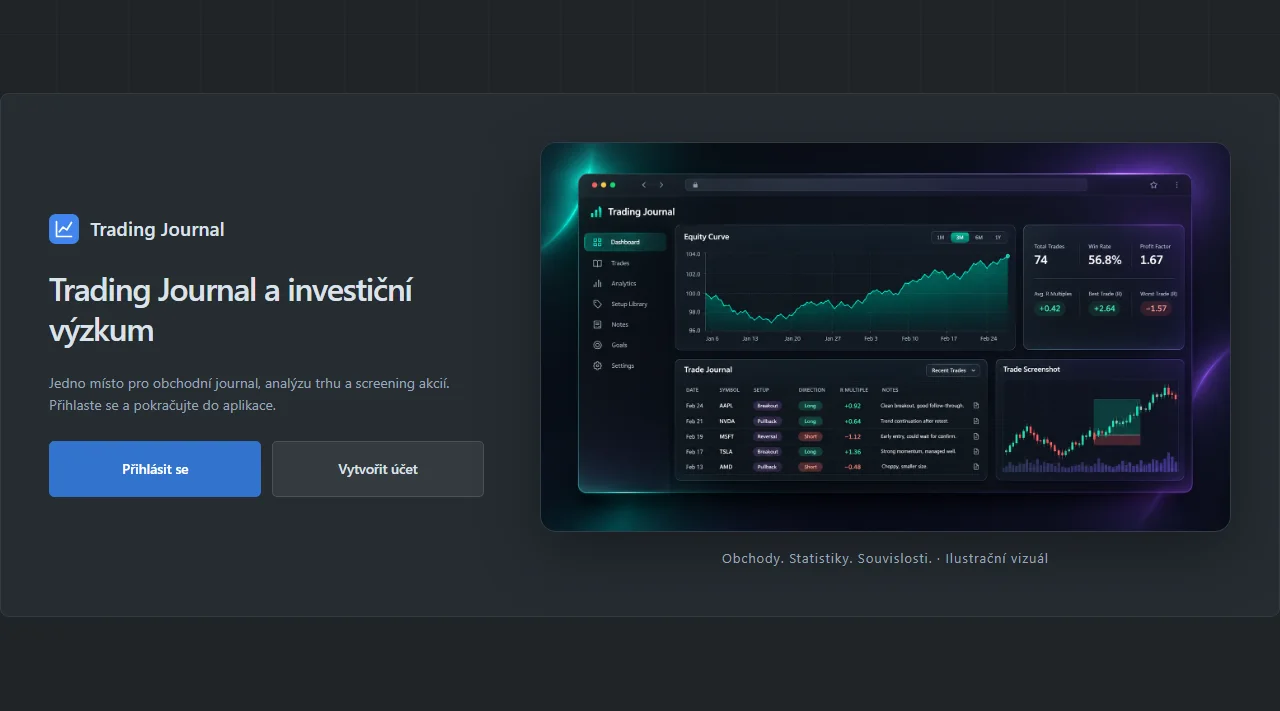 Trading Journal
Trading Journal a investiční
výzkum
Jedno místo pro obchodní journal, analýzu trhu a screening akcií.
Přihlaste se a pokračujte do aplikace.
Přihlásit se
Vytvořit účet
Trading Journal
Dashboard
Trades
Analytics
Setup Library
Notes
Goals
Settings
Equity Curve
1M 3M 6M 1Y
104.0
102.0
100.0
98.0
96.0
Jan 6 Jan 13 Jan 20 Jan 27 Feb 3 Feb 10 Feb 17 Feb 24
Total Trades Win Rate Profit Factor
74 56.8% 1.67
Avg. R Multiples Best Trade (R) Worst Trade (R)
+0.42 +2.64 −1.57
Trade Journal
Recent Trades
DATE SYMBOL SETUP DIRECTION R MULTIPLE NOTES
Feb 24 AAPL Breakout Long +0.92 Clean breakout, good follow-through.
Feb 21 NVDA Pullback Long +0.64 Trend continuation after retest.
Feb 19 MSFT Reversal Short −1.12 Early entry, could wait for confirm.
Feb 17 TSLA Breakout Long +1.36 Strong momentum, managed well.
Feb 13 AMD Pullback Short −0.48 Choppy, smaller size.
Trade Screenshot
Obchody. Statistiky. Souvislosti. · Ilustrační vizuál